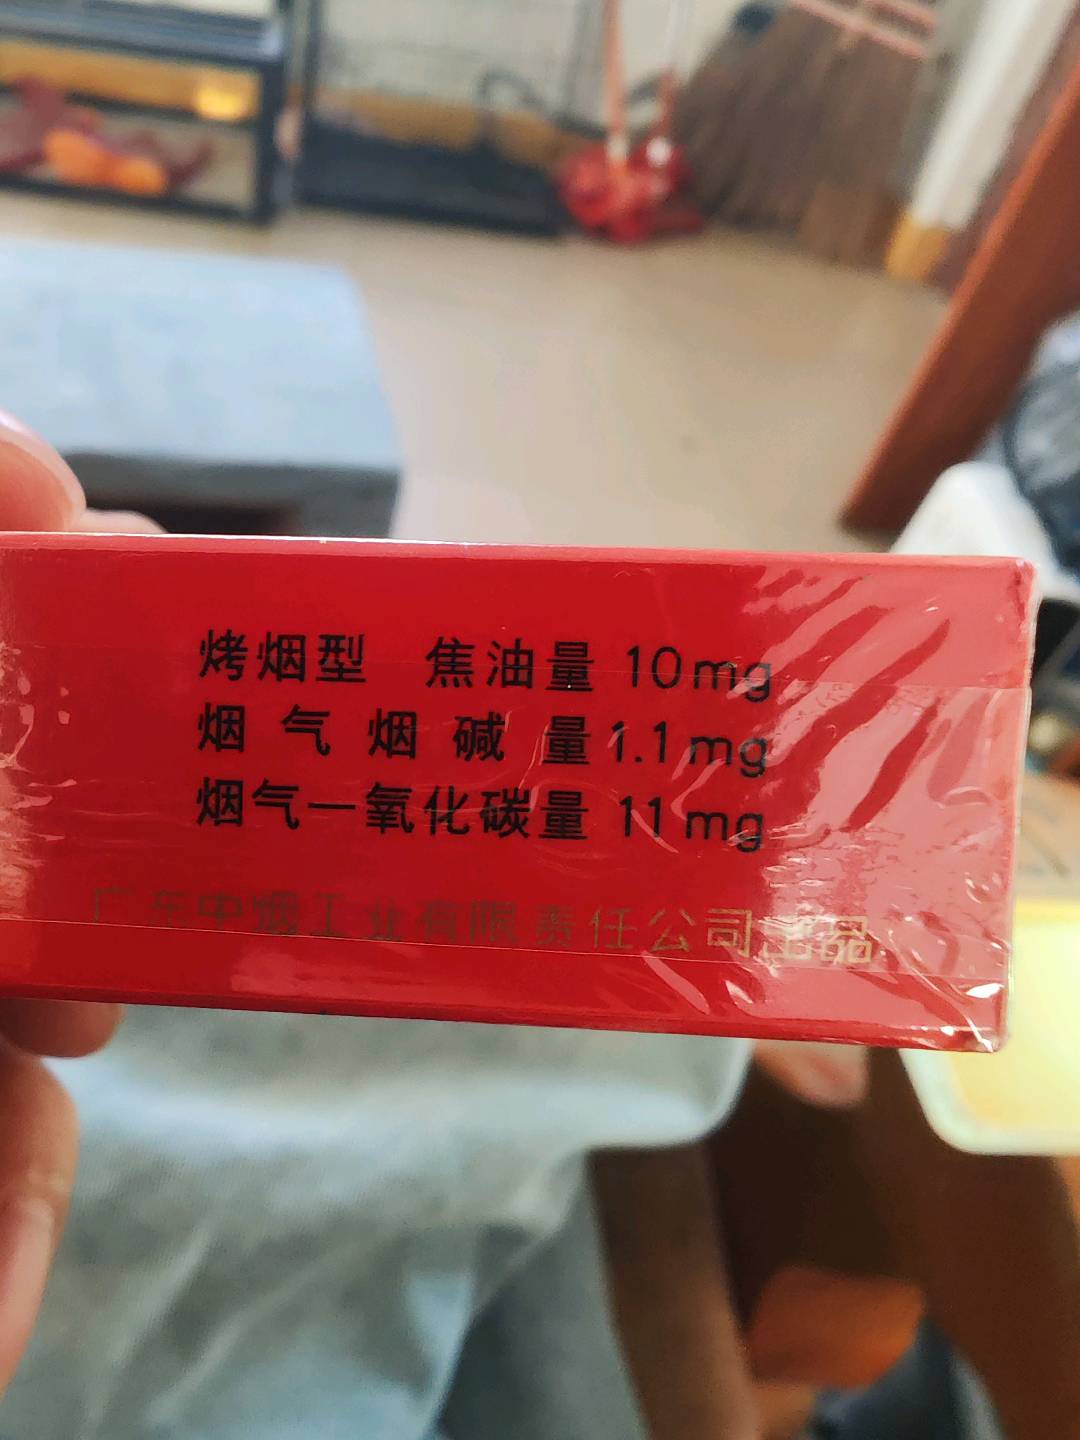 烤烟型 焦油量 10mg
烟气烟碱量1.1mg
烟气一氧化碳量 11mg
广东中烟工业有限责任公司出品